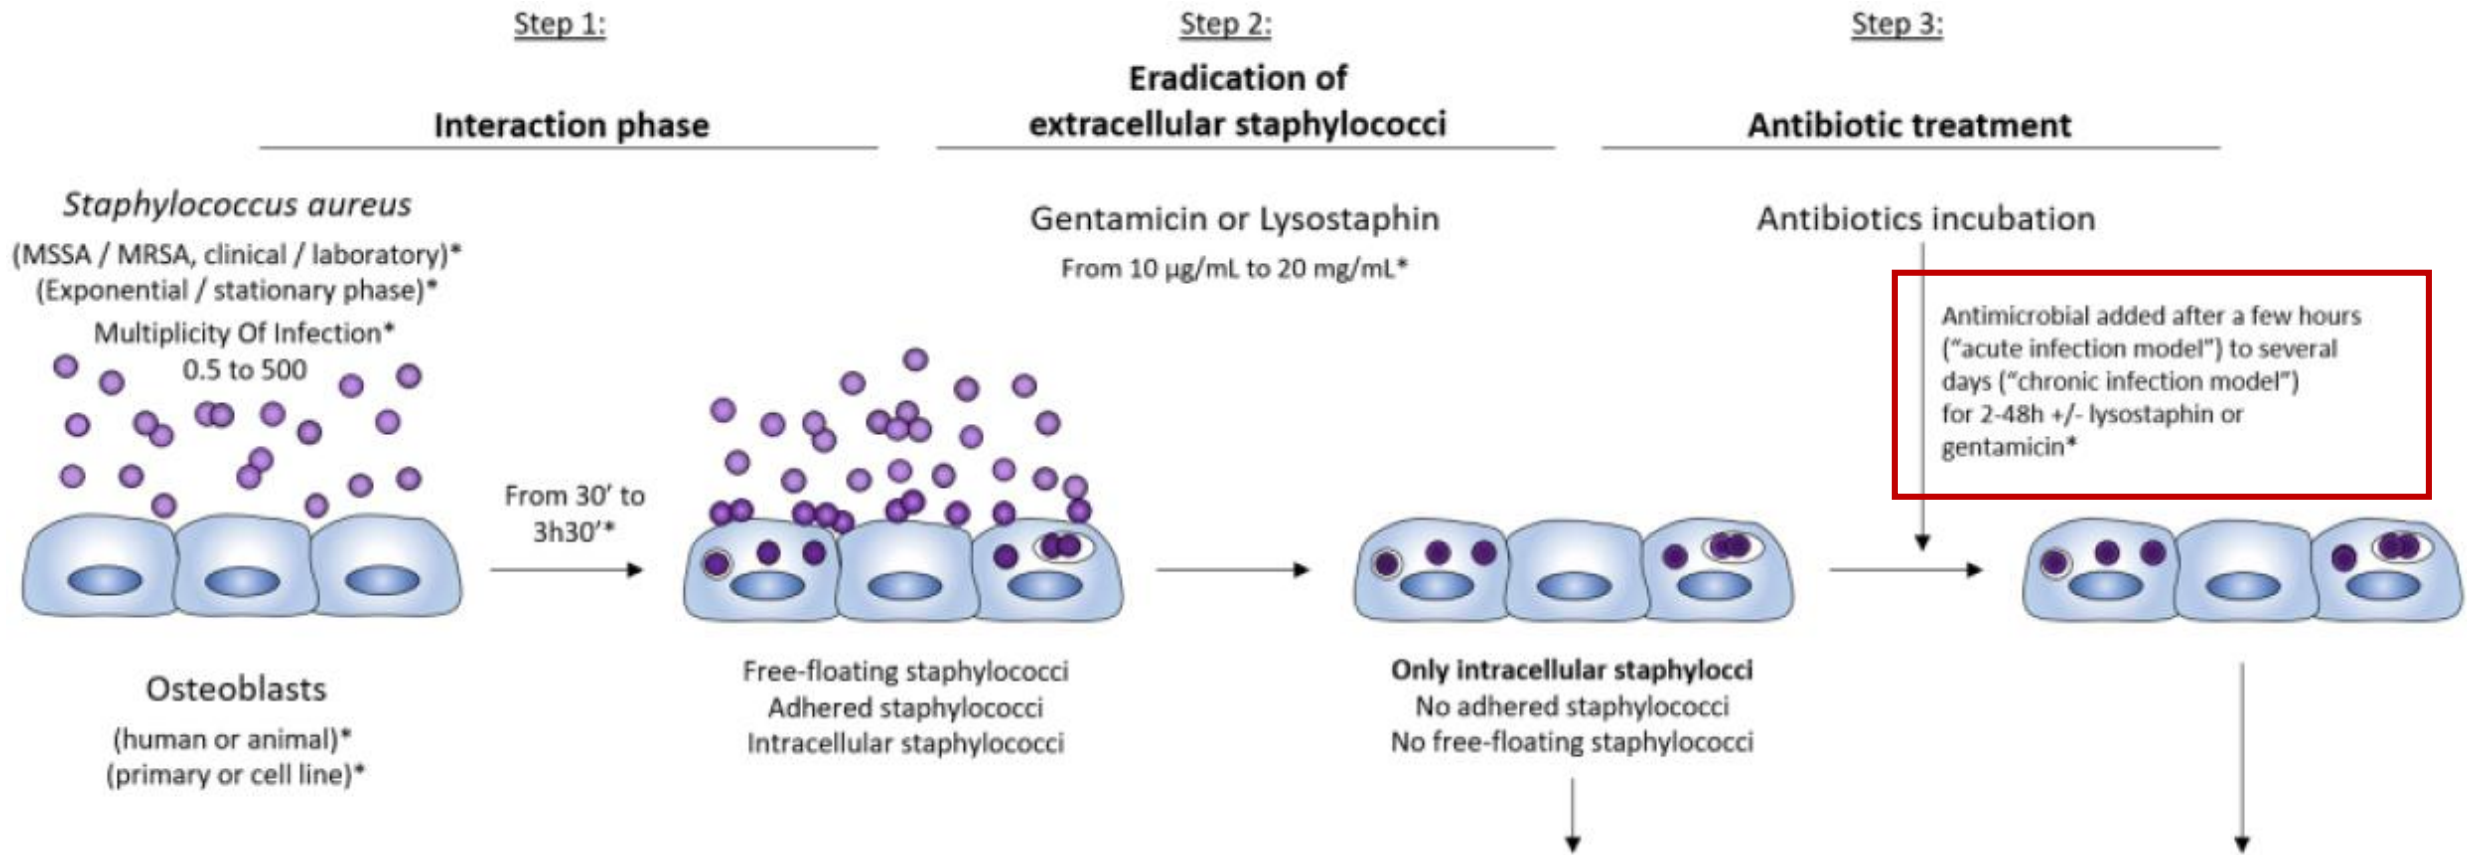 Step 1:
Interaction phase
Staphylococcus aureus
(MSSA / MRSA, clinical / laboratory)*
(Exponential / stationary phase)*
Multiplicity Of Infection*
0.5 to 500
From 30’ to
3h30’*
Osteoblasts
(human or animal)*
(primary or cell line)*
Step 2:
Eradication of
extracellular staphylococci
Gentamicin or Lysostaphin
From 10 µg/mL to 20 mg/mL*
Free-floating staphylococci
Adhered staphylococci
Intracellular staphylococci
Only intracellular staphylocci
No adhered staphylococci
No free-floating staphylococci
Step 3:
Antibiotic treatment
Antibiotics incubation
Antimicrobial added after a few hours
(“acute infection model”) to several
days (“chronic infection model”)
for 2-48h +/- lysostaphin or
gentamicin*